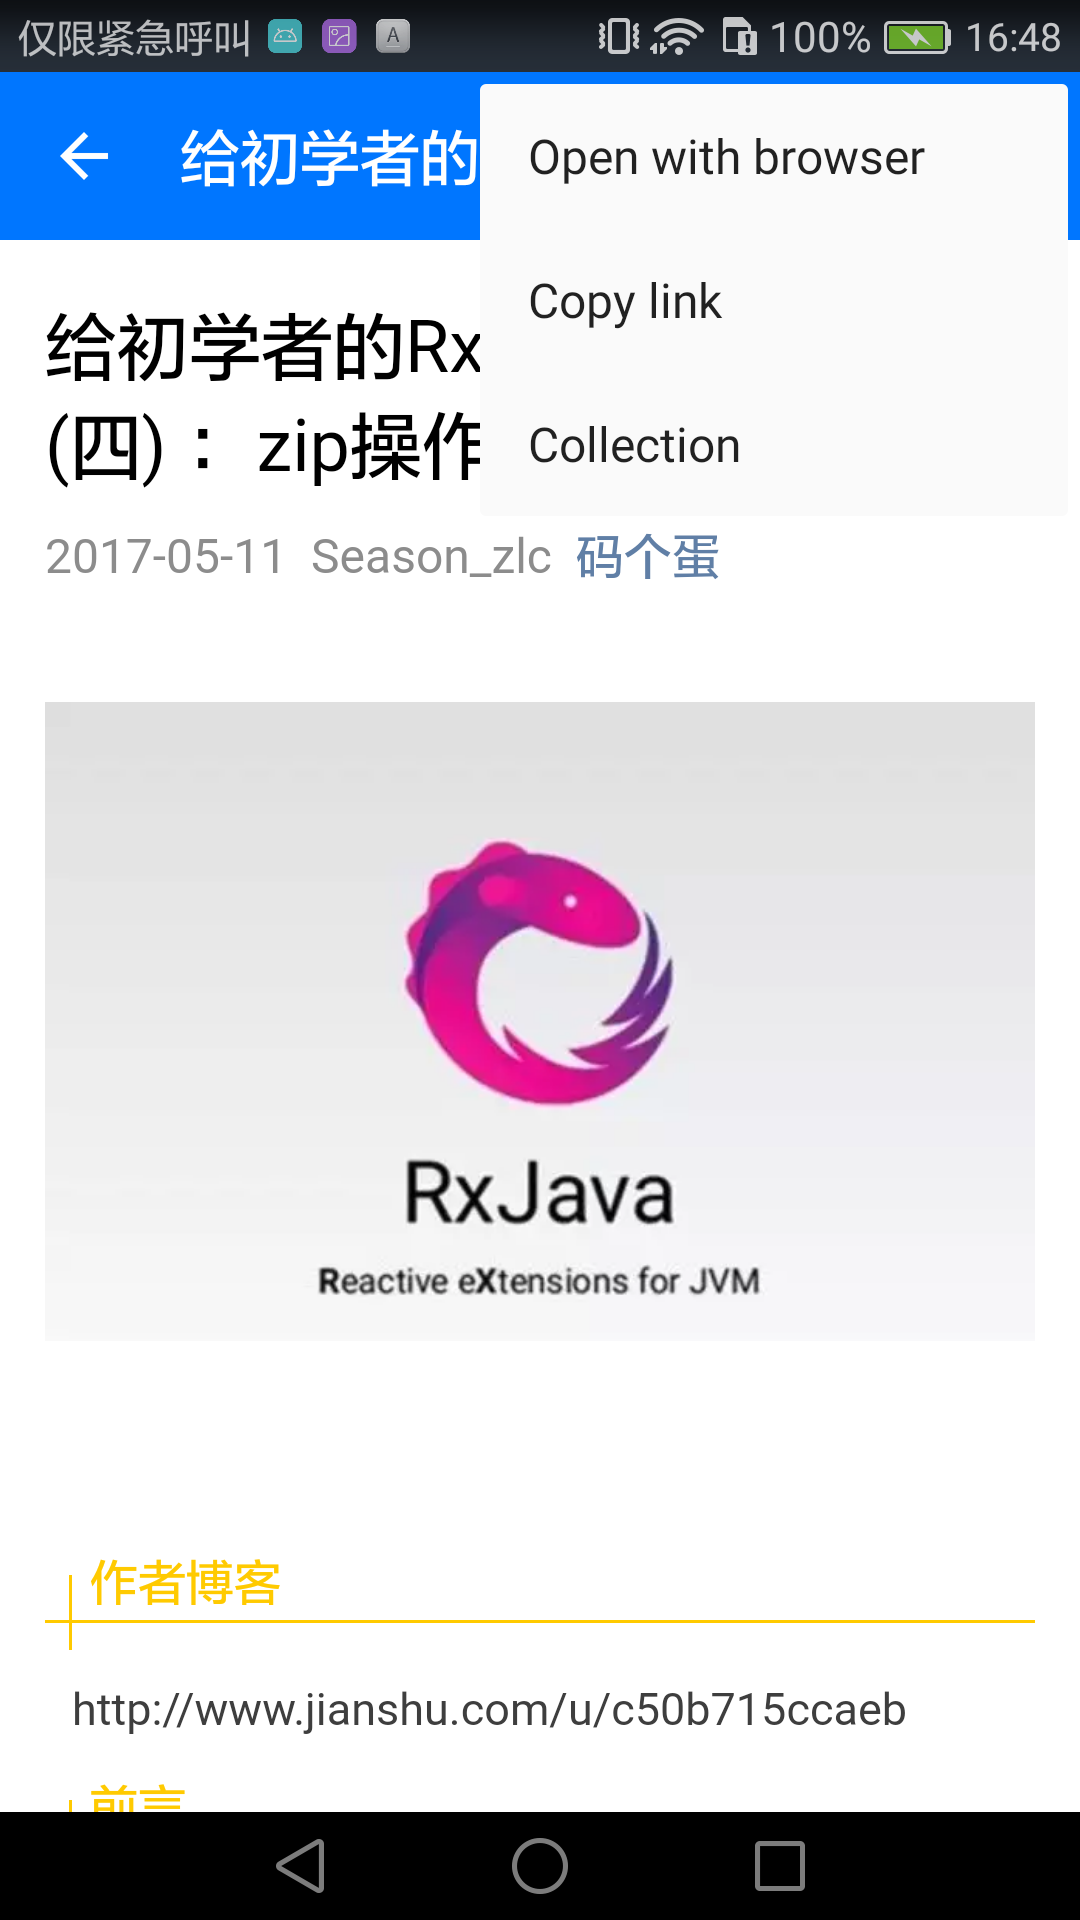 仅限紧急呼叫 A 100% 16:48
给初学者的
Open with browser
Copy link
Collection
给初学者的Rx
(四)：zip操作
2017-05-11 Season_zlc 码个蛋
RxJava
Reactive eXtensions for JVM
作者博客
http://www.jianshu.com/u/c50b715ccaeb
前言